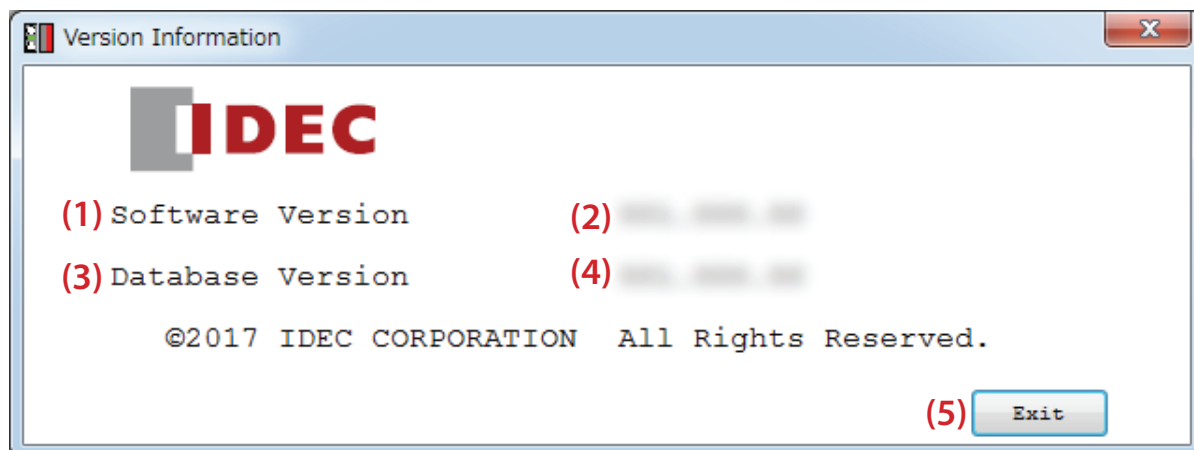 Version Information
IDEC
(1) Software Version (2)
(3) Database Version (4)
©2017 IDEC CORPORATION All Rights Reserved.
(5) Exit